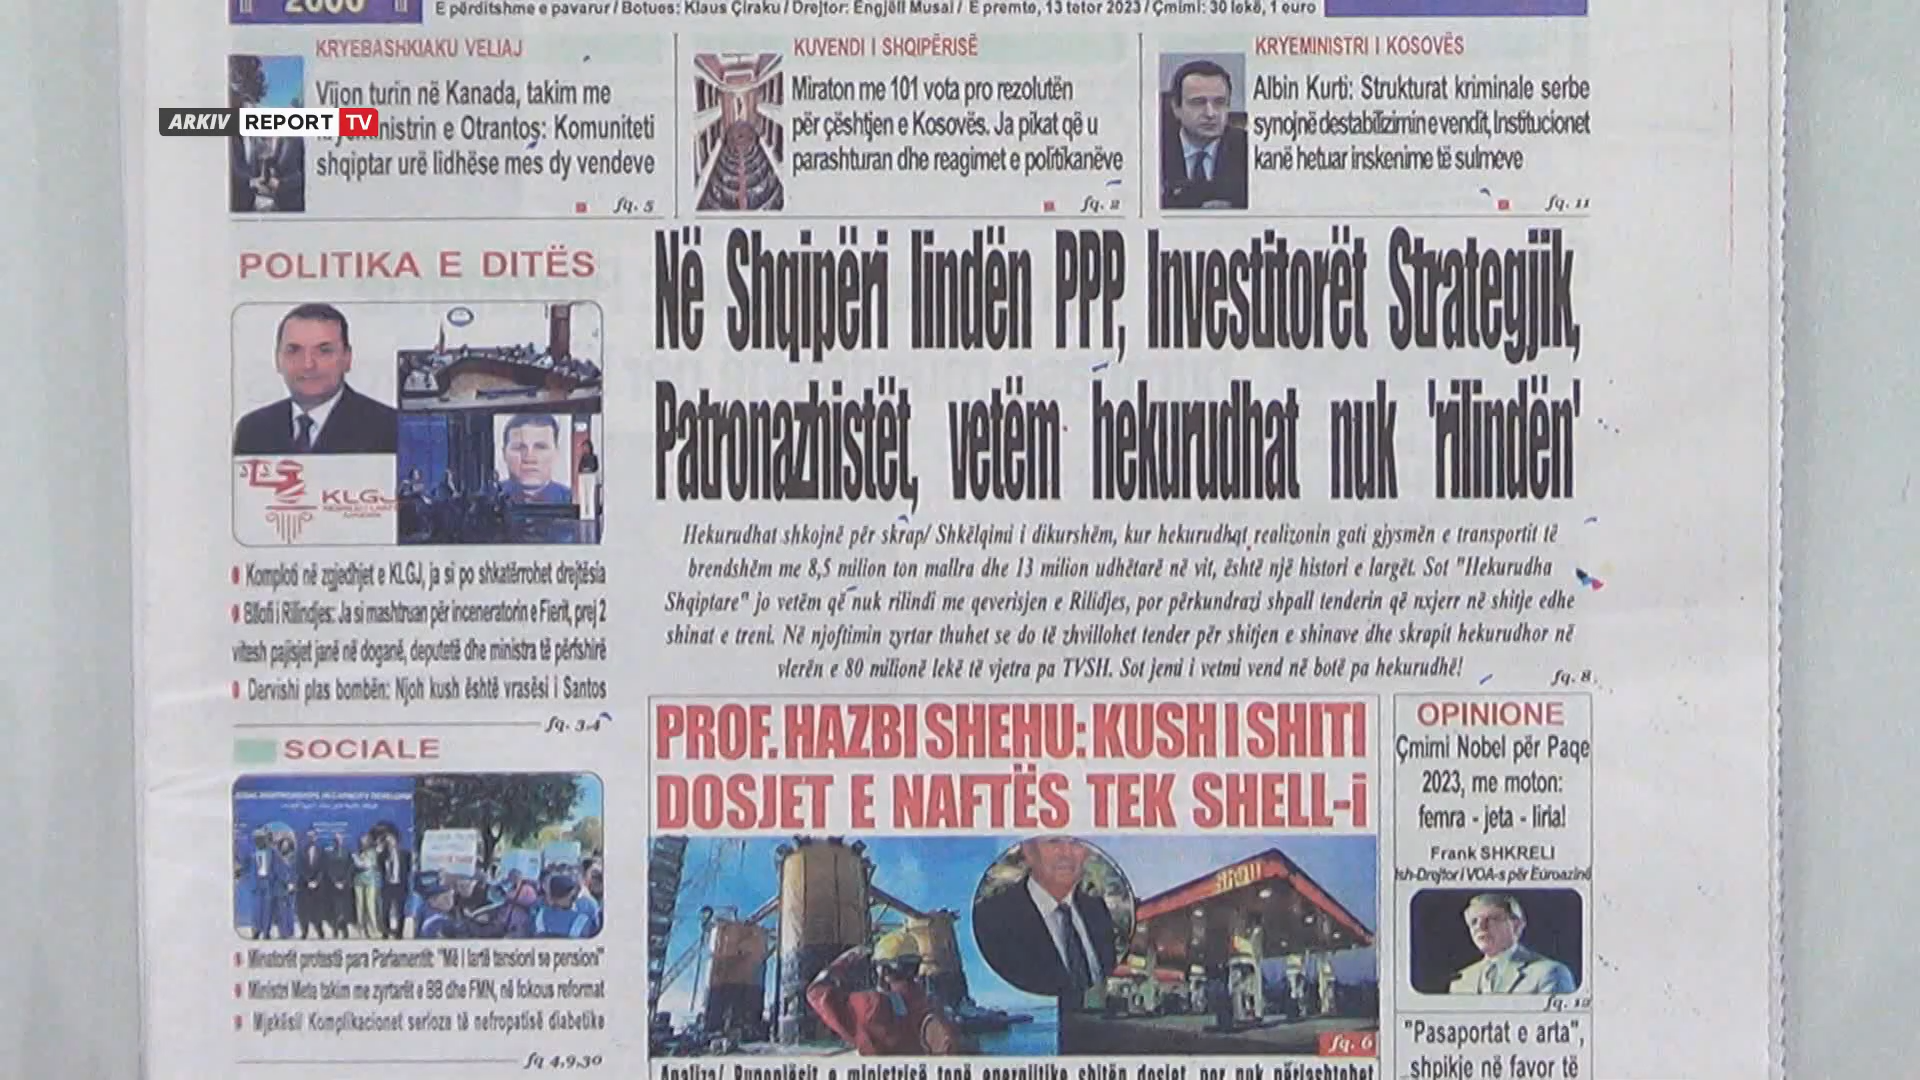 2000
E përditshme e pavarur / Botues: Klaus Çiraku / Drejtor: Engjëll Musai / E premte, 13 tetor 2023 / Çmimi: 30 lekë, 1 euro
KRYEBASHKIAKU VELIAJ
Vijon turin në Kanada, takim me
e Otrantos: Komuniteti
shqiptar urë lidhëse mes dy vendeve
fq. 5
KUVENDI I SHQIPËRISË
Miraton me 101 vota pro rezolutën
për çështjen e Kosovës. Ja pikat që u
parashturan dhe reagimet e politikanëve
fq. 2
KRYEMINISTRI I KOSOVËS
Albin Kurti: Strukturat kriminale serbe
synojnë destabilizimin e vendit, Institucionet
kanë hetuar inskenime të sulmeve
fq. 11
ARKIV REPORT TV
POLITIKA E DITËS
KLGJ
Komploti në zgjedhjet e KLGJ, ja si po shkatërrohet drejtësia
Bllofi i Rilindjes: Ja si mashtruan për inceneratorin e Fierit, prej 2
vitesh pajisjet janë në doganë, deputetë dhe ministra të përfshirë
Dervishi plas bombën: Njoh kush është vrasësi i Santos
fq. 3,4
SOCIALE
Minatorët protestë para Parlamentit: "Më i lartë tensioni se pensioni"
Ministri Meta takim me zyrtarët e BB dhe FMN, në fokus reformat
Mjekësi/ Komplikacionet serioze të nefropatisë diabetike
fq 4,9,30
Në Shqipëri lindën PPP, Investitorët Strategjik,
Patronazhistët, vetëm hekurudhat nuk 'rilindën'
Hekurudhat shkojnë për skrap/ Shkëlqimi i dikurshëm, kur hekurudhat realizonin gati gjysmën e transportit të
brendshëm me 8,5 milion ton mallra dhe 13 milion udhëtarë në vit, është një histori e largët. Sot "Hekurudha
Shqiptare" jo vetëm që nuk rilindi me qeverisjen e Rilidjes, por përkundrazi shpall tenderin që nxjerr në shitje edhe
shinat e treni. Në njoftimin zyrtar thuhet se do të zhvillohet tender për shitjen e shinave dhe skrapit hekurudhor në
vlerën e 80 milionë lekë të vjetra pa TVSH. Sot jemi i vetmi vend në botë pa hekurudhë!
fq. 8
PROF. HAZBI SHEHU: KUSH I SHITI
DOSJET E NAFTËS TEK SHELL-i
Shell
fq. 6
Analiza/ Punonjësit e ministrisë tonë energjitike shitën dosjet, por nuk përjashtohet
OPINIONE
Çmimi Nobel për Paqe
2023, me moton:
femra - jeta - liria!
Frank SHKRELI
Ish-Drejtor i VOA-s për Euroazinë
fq. 12
"Pasaportat e arta",
shpikje në favor të